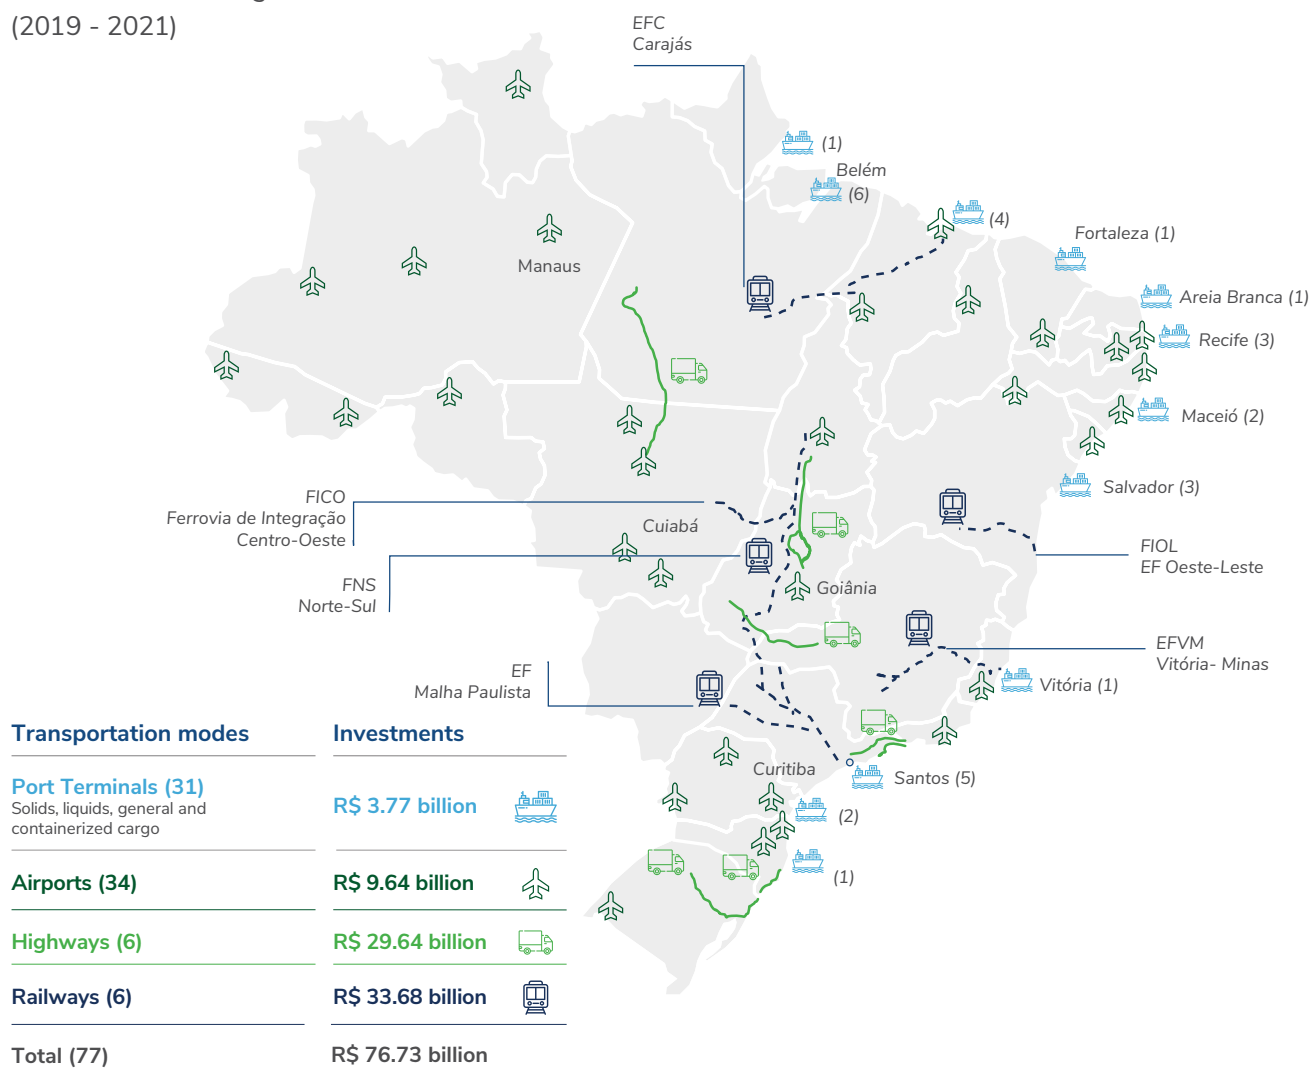 (2019 - 2021)
EFC
Carajás
(1)
Belém
(6)
(4)
Fortaleza (1)
Manaus
Areia Branca (1)
Recife (3)
Maceió (2)
Salvador (3)
FICO
Ferrovia de Integração
Centro-Oeste
Cuiabá
FIOL
EF Oeste-Leste
FNS
Norte-Sul
Goiânia
EFVM
Vitória- Minas
EF
Malha Paulista
Vitória (1)
Curitiba
Santos (5)
(2)
(1)
Transportation modes
Investments
Port Terminals (31)
Solids, liquids, general and
containerized cargo
R$ 3.77 billion
Airports (34)
R$ 9.64 billion
Highways (6)
R$ 29.64 billion
Railways (6)
R$ 33.68 billion
Total (77)
R$ 76.73 billion